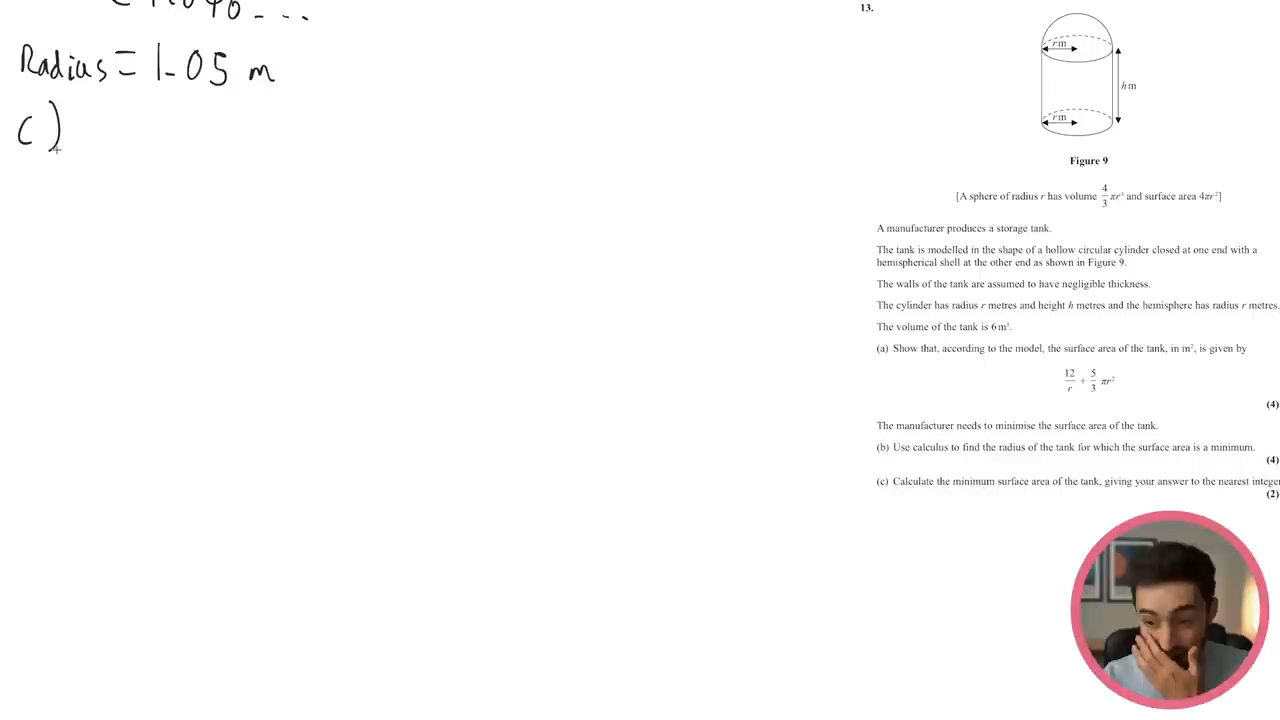 Radius = 1.05 m
c)
13.
r m
h m
r m
Figure 9
[A sphere of radius r has volume 4/3 πr³ and surface area 4πr²]
A manufacturer produces a storage tank.
The tank is modelled in the shape of a hollow circular cylinder closed at one end with a
hemispherical shell at the other end as shown in Figure 9.
The walls of the tank are assumed to have negligible thickness.
The cylinder has radius r metres and height h metres and the hemisphere has radius r metres.
The volume of the tank is 6 m³.
(a) Show that, according to the model, the surface area of the tank, in m², is given by
12/r + 5/3 πr²
(4)
The manufacturer needs to minimise the surface area of the tank.
(b) Use calculus to find the radius of the tank for which the surface area is a minimum.
(4)
(c) Calculate the minimum surface area of the tank, giving your answer to the nearest intege
(2)